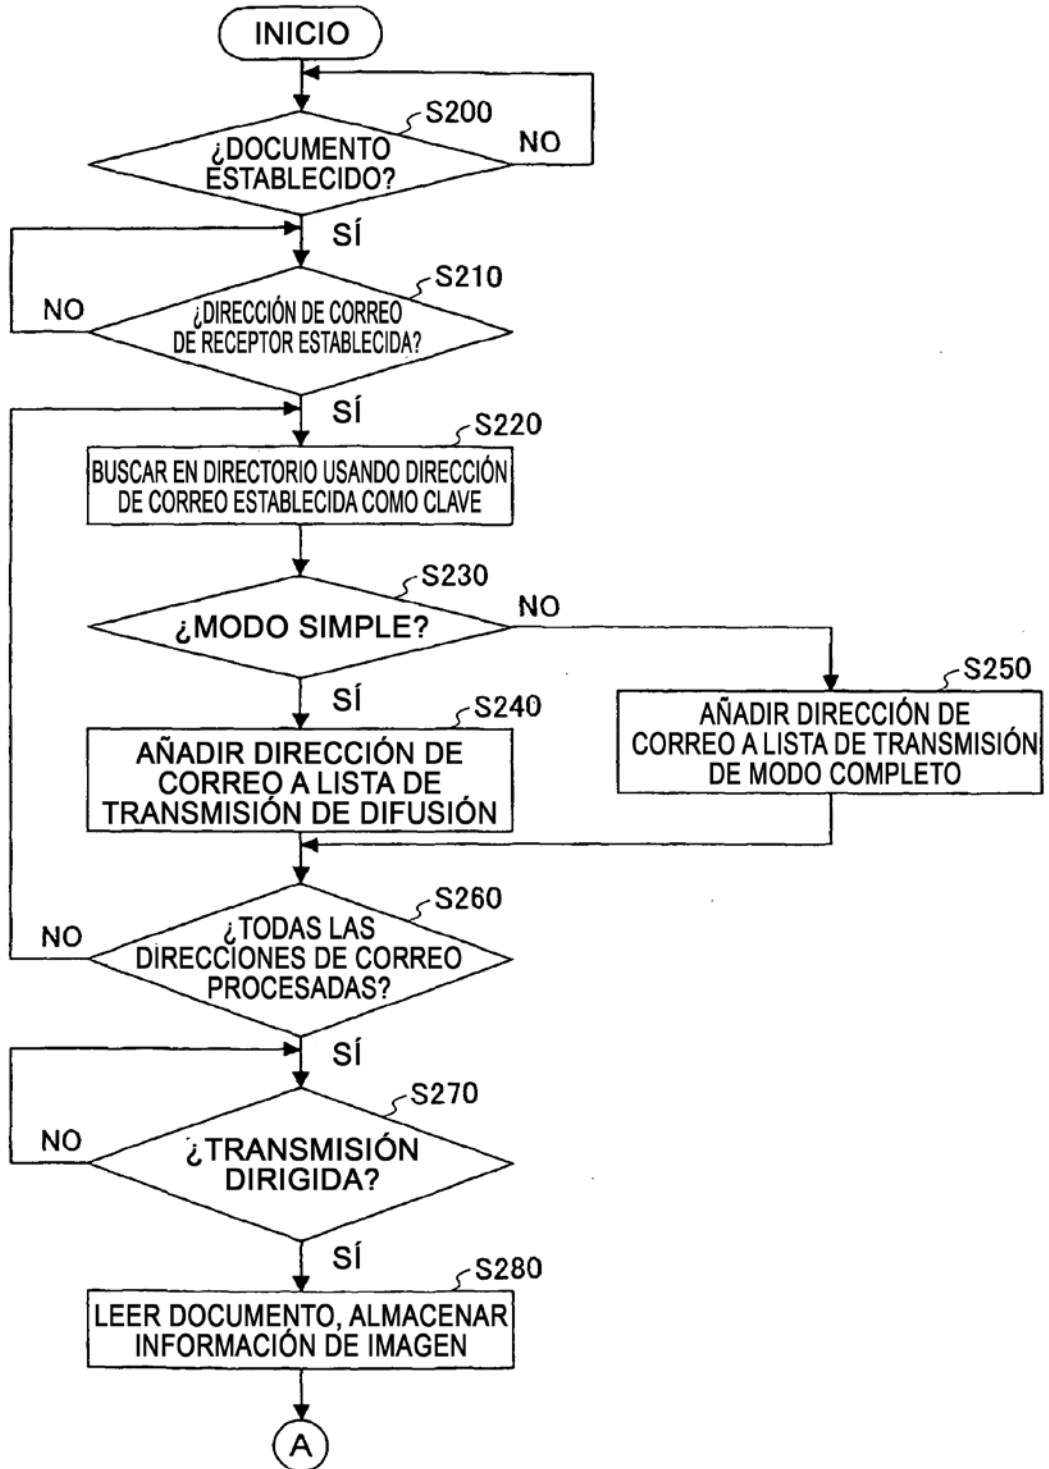 INICIO
S200
NO
¿DOCUMENTO
ESTABLECIDO?
SÍ
S210
NO
¿DIRECCIÓN DE CORREO
DE RECEPTOR ESTABLECIDA?
SÍ
S220
BUSCAR EN DIRECTORIO USANDO DIRECCIÓN
DE CORREO ESTABLECIDA COMO CLAVE
S230
NO
¿MODO SIMPLE?
SÍ
S240
AÑADIR DIRECCIÓN DE
CORREO A LISTA DE
TRANSMISIÓN DE DIFUSIÓN
S250
AÑADIR DIRECCIÓN DE
CORREO A LISTA DE TRANSMISIÓN
DE MODO COMPLETO
S260
NO
¿TODAS LAS
DIRECCIONES DE CORREO
PROCESADAS?
SÍ
S270
NO
¿TRANSMISIÓN
DIRIGIDA?
SÍ
S280
LEER DOCUMENTO, ALMACENAR
INFORMACIÓN DE IMAGEN
A